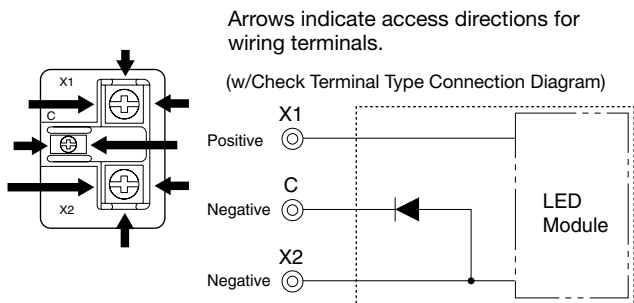 Arrows indicate access directions for
wiring terminals.
(w/Check Terminal Type Connection Diagram)
X1
C
X2
X1
Positive
C
Negative
X2
Negative
LED
Module